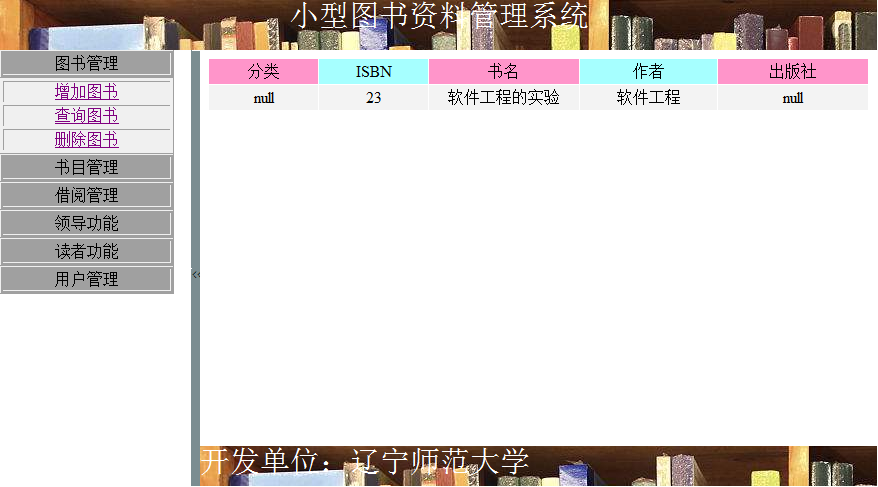 小型图书资料管理系统
图书管理
增加图书
查询图书
删除图书
书目管理
借阅管理
领导功能
读者功能
用户管理
<<
分类 ISBN 书名 作者 出版社
null 23 软件工程的实验 软件工程 null
开发单位：辽宁师范大学